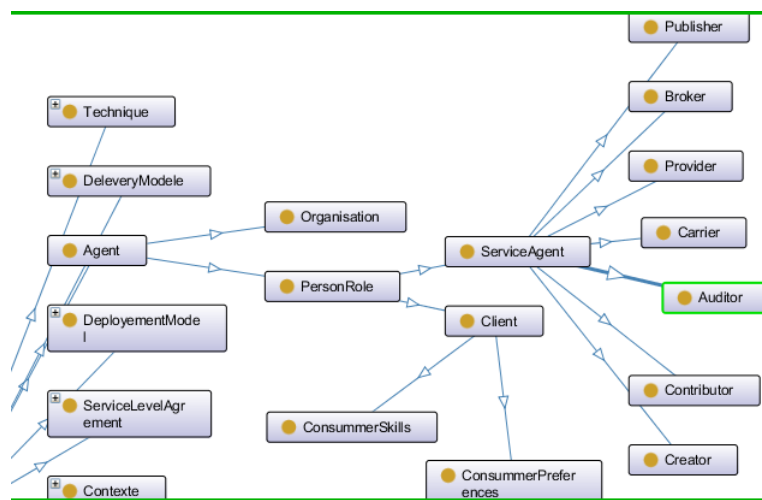 Publisher
Technique
Broker
DeleveryModele
Provider
Organisation
Agent
ServiceAgent
Carrier
PersonRole
Auditor
DeployementMode
l
Client
ServiceLevelAgr
eement
Contributor
ConsummerSkills
Creator
Contexte
ConsummerPrefer
ences